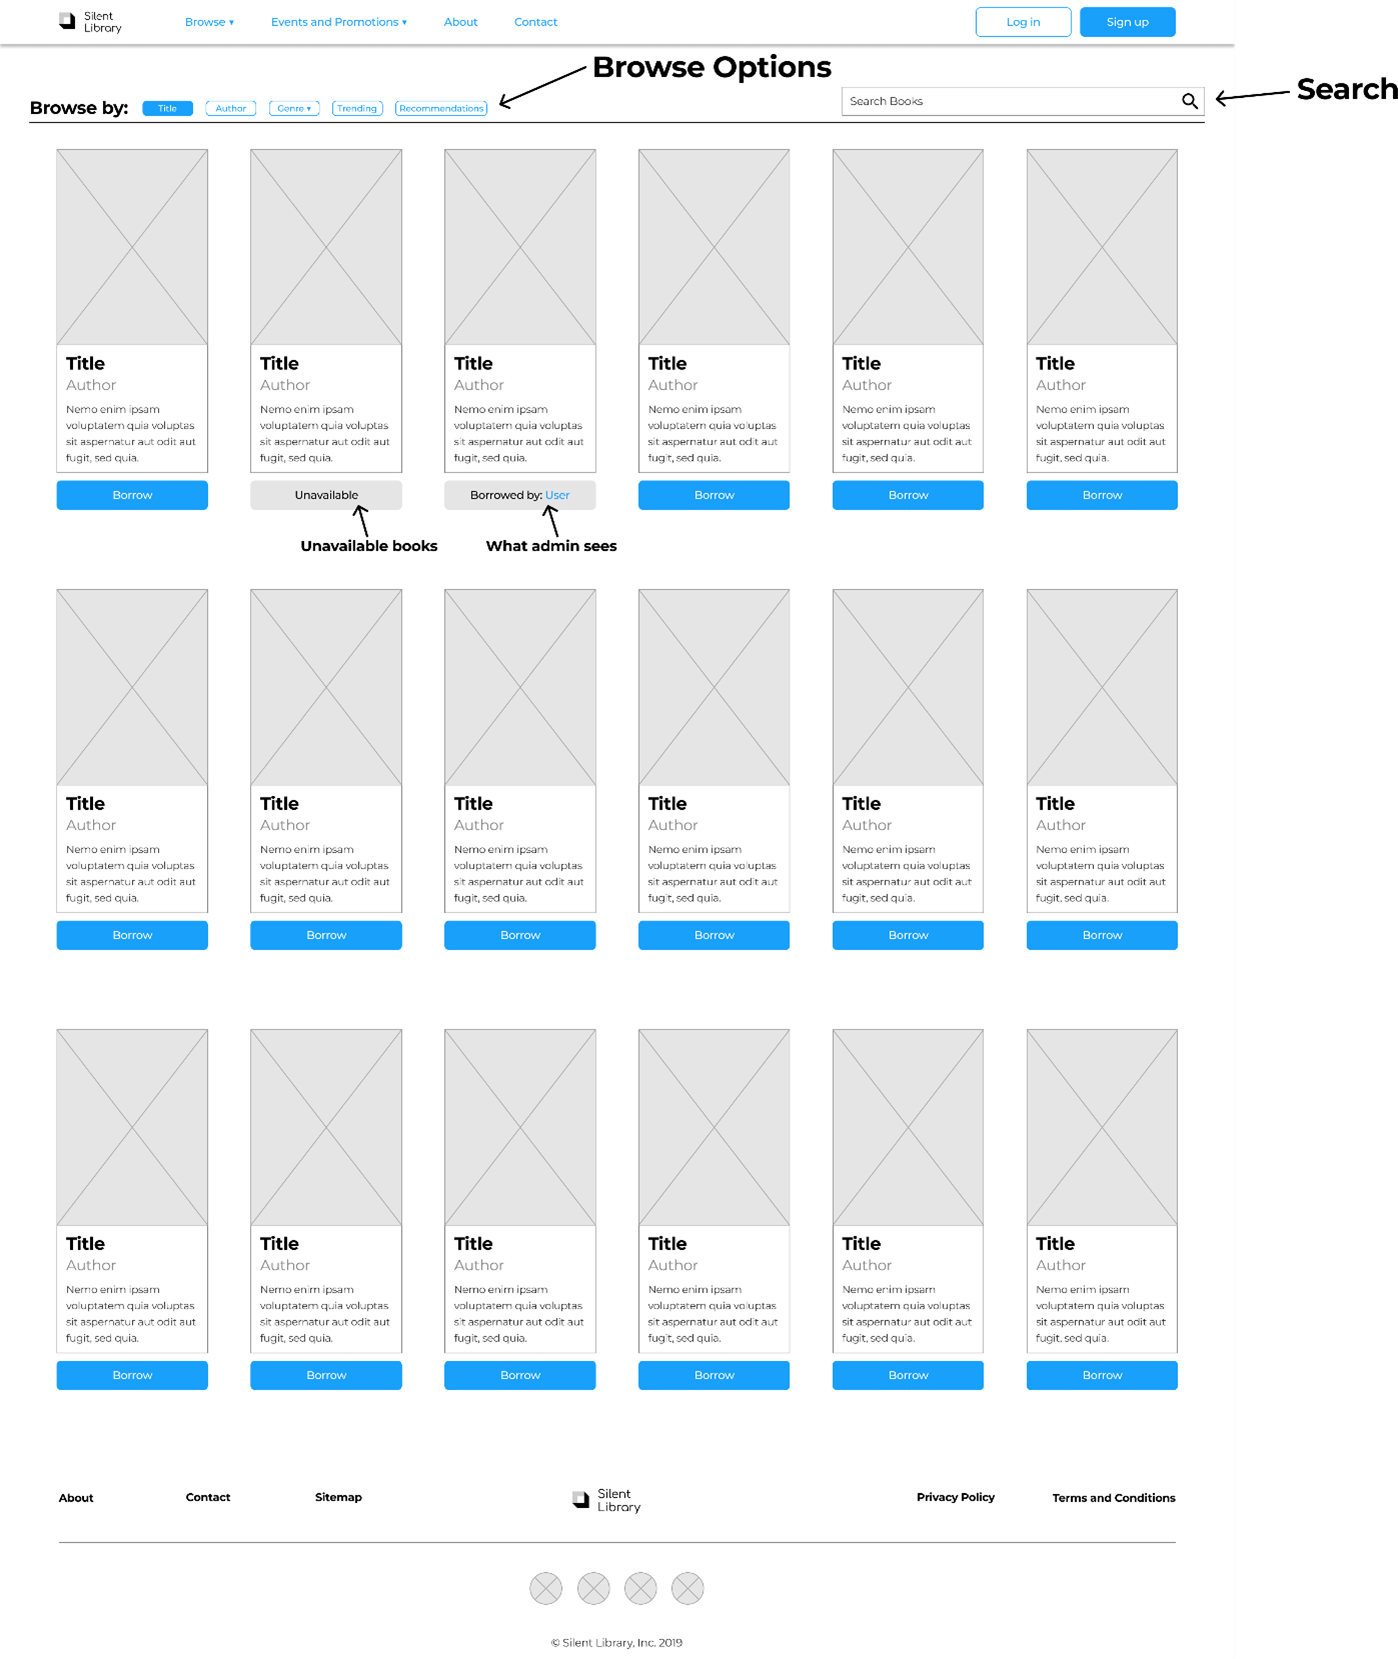 Silent
Library
Browse ▾
Events and Promotions ▾
About
Contact
Log in
Sign up
Browse Options
Search
Browse by:
Title
Author
Genre ▾
Trending
Recommendations
Search Books
Title
Author
Nemo enim ipsam
voluptatem quia voluptas
sit aspernatur aut odit aut
fugit, sed quia.
Borrow
Title
Author
Nemo enim ipsam
voluptatem quia voluptas
sit aspernatur aut odit aut
fugit, sed quia.
Unavailable
Title
Author
Nemo enim ipsam
voluptatem quia voluptas
sit aspernatur aut odit aut
fugit, sed quia.
Borrowed by: User
Title
Author
Nemo enim ipsam
voluptatem quia voluptas
sit aspernatur aut odit aut
fugit, sed quia.
Borrow
Title
Author
Nemo enim ipsam
voluptatem quia voluptas
sit aspernatur aut odit aut
fugit, sed quia.
Borrow
Title
Author
Nemo enim ipsam
voluptatem quia voluptas
sit aspernatur aut odit aut
fugit, sed quia.
Borrow
Unavailable books
What admin sees
Title
Author
Nemo enim ipsam
voluptatem quia voluptas
sit aspernatur aut odit aut
fugit, sed quia.
Borrow
Title
Author
Nemo enim ipsam
voluptatem quia voluptas
sit aspernatur aut odit aut
fugit, sed quia.
Borrow
Title
Author
Nemo enim ipsam
voluptatem quia voluptas
sit aspernatur aut odit aut
fugit, sed quia.
Borrow
Title
Author
Nemo enim ipsam
voluptatem quia voluptas
sit aspernatur aut odit aut
fugit, sed quia.
Borrow
Title
Author
Nemo enim ipsam
voluptatem quia voluptas
sit aspernatur aut odit aut
fugit, sed quia.
Borrow
Title
Author
Nemo enim ipsam
voluptatem quia voluptas
sit aspernatur aut odit aut
fugit, sed quia.
Borrow
Title
Author
Nemo enim ipsam
voluptatem quia voluptas
sit aspernatur aut odit aut
fugit, sed quia.
Borrow
Title
Author
Nemo enim ipsam
voluptatem quia voluptas
sit aspernatur aut odit aut
fugit, sed quia.
Borrow
Title
Author
Nemo enim ipsam
voluptatem quia voluptas
sit aspernatur aut odit aut
fugit, sed quia.
Borrow
Title
Author
Nemo enim ipsam
voluptatem quia voluptas
sit aspernatur aut odit aut
fugit, sed quia.
Borrow
Title
Author
Nemo enim ipsam
voluptatem quia voluptas
sit aspernatur aut odit aut
fugit, sed quia.
Borrow
Title
Author
Nemo enim ipsam
voluptatem quia voluptas
sit aspernatur aut odit aut
fugit, sed quia.
Borrow
About
Contact
Sitemap
Silent
Library
Privacy Policy
Terms and Conditions
© Silent Library, Inc. 2019